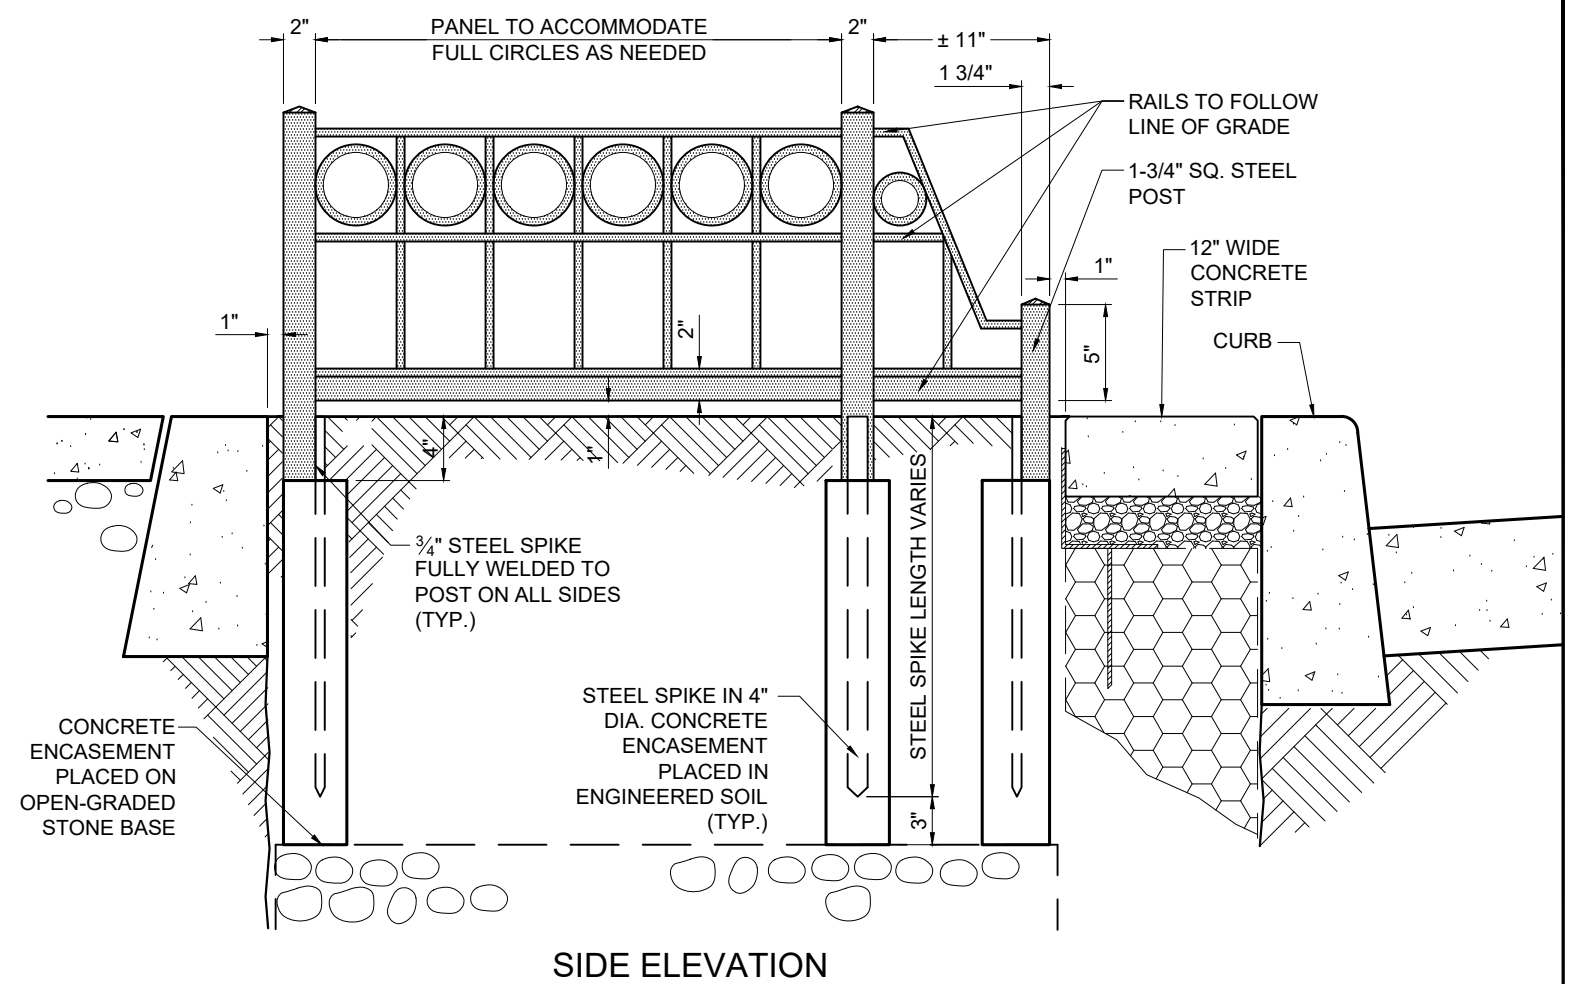 2"
PANEL TO ACCOMMODATE
FULL CIRCLES AS NEEDED
2"
± 11"
1 3/4"
RAILS TO FOLLOW
LINE OF GRADE
1-3/4" SQ. STEEL
POST
12" WIDE
CONCRETE
STRIP
1"
CURB
1"
2"
5"
4"
1"
STEEL SPIKE LENGTH VARIES
¾" STEEL SPIKE
FULLY WELDED TO
POST ON ALL SIDES
(TYP.)
STEEL SPIKE IN 4"
DIA. CONCRETE
ENCASEMENT
PLACED IN
ENGINEERED SOIL
(TYP.)
CONCRETE
ENCASEMENT
PLACED ON
OPEN-GRADED
STONE BASE
3"
SIDE ELEVATION